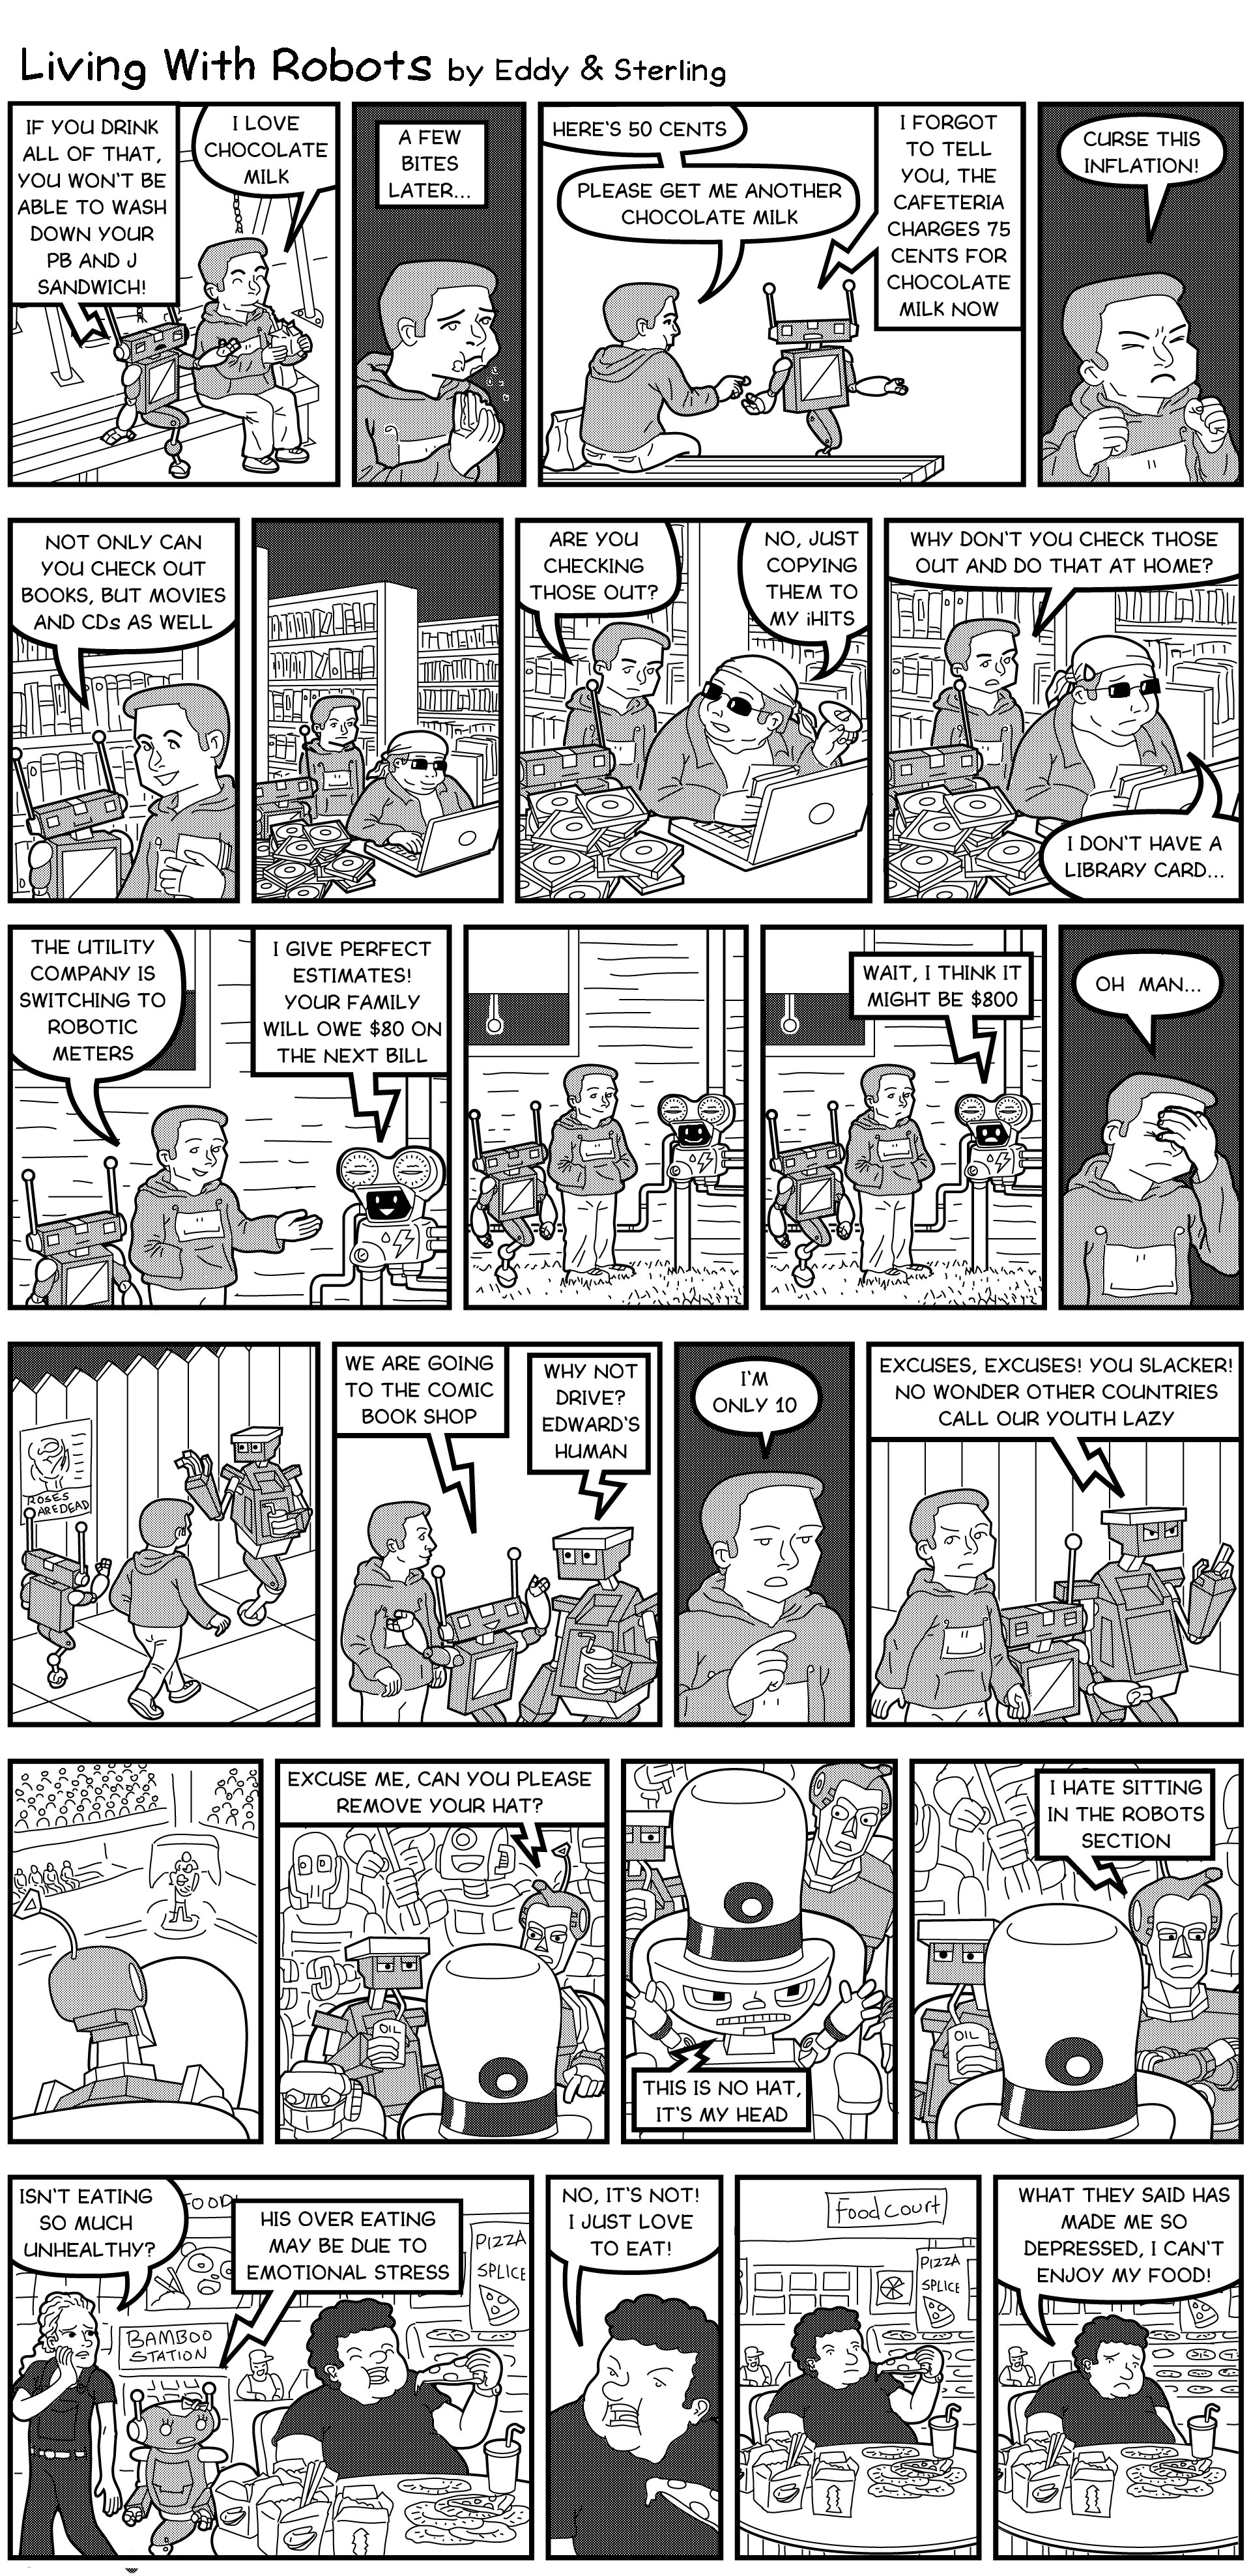 Living With Robots by Eddy & Sterling
IF YOU DRINK
ALL OF THAT,
YOU WON'T BE
ABLE TO WASH
DOWN YOUR
PB AND J
SANDWICH!
I LOVE
CHOCOLATE
MILK
A FEW
BITES
LATER...
HERE'S 50 CENTS
PLEASE GET ME ANOTHER
CHOCOLATE MILK
I FORGOT
TO TELL
YOU, THE
CAFETERIA
CHARGES 75
CENTS FOR
CHOCOLATE
MILK NOW
CURSE THIS
INFLATION!
NOT ONLY CAN
YOU CHECK OUT
BOOKS, BUT MOVIES
AND CDs AS WELL
ARE YOU
CHECKING
THOSE OUT?
NO, JUST
COPYING
THEM TO
MY iHITS
WHY DON'T YOU CHECK THOSE
OUT AND DO THAT AT HOME?
I DON'T HAVE A
LIBRARY CARD...
THE UTILITY
COMPANY IS
SWITCHING TO
ROBOTIC
METERS
I GIVE PERFECT
ESTIMATES!
YOUR FAMILY
WILL OWE $80 ON
THE NEXT BILL
WAIT, I THINK IT
MIGHT BE $800
OH MAN...
ROSES
ARE DEAD
WE ARE GOING
TO THE COMIC
BOOK SHOP
WHY NOT
DRIVE?
EDWARD'S
HUMAN
I'M
ONLY 10
EXCUSES, EXCUSES! YOU SLACKER!
NO WONDER OTHER COUNTRIES
CALL OUR YOUTH LAZY
EXCUSE ME, CAN YOU PLEASE
REMOVE YOUR HAT?
OIL
THIS IS NO HAT,
IT'S MY HEAD
I HATE SITTING
IN THE ROBOTS
SECTION
OIL
ISN'T EATING
SO MUCH
UNHEALTHY?
FOOD
HIS OVER EATING
MAY BE DUE TO
EMOTIONAL STRESS
PIZZA
SPLICE
BAMBOO
STATION
NO, IT'S NOT!
I JUST LOVE
TO EAT!
Food court
PIZZA
SPLICE
WHAT THEY SAID HAS
MADE ME SO
DEPRESSED, I CAN'T
ENJOY MY FOOD!